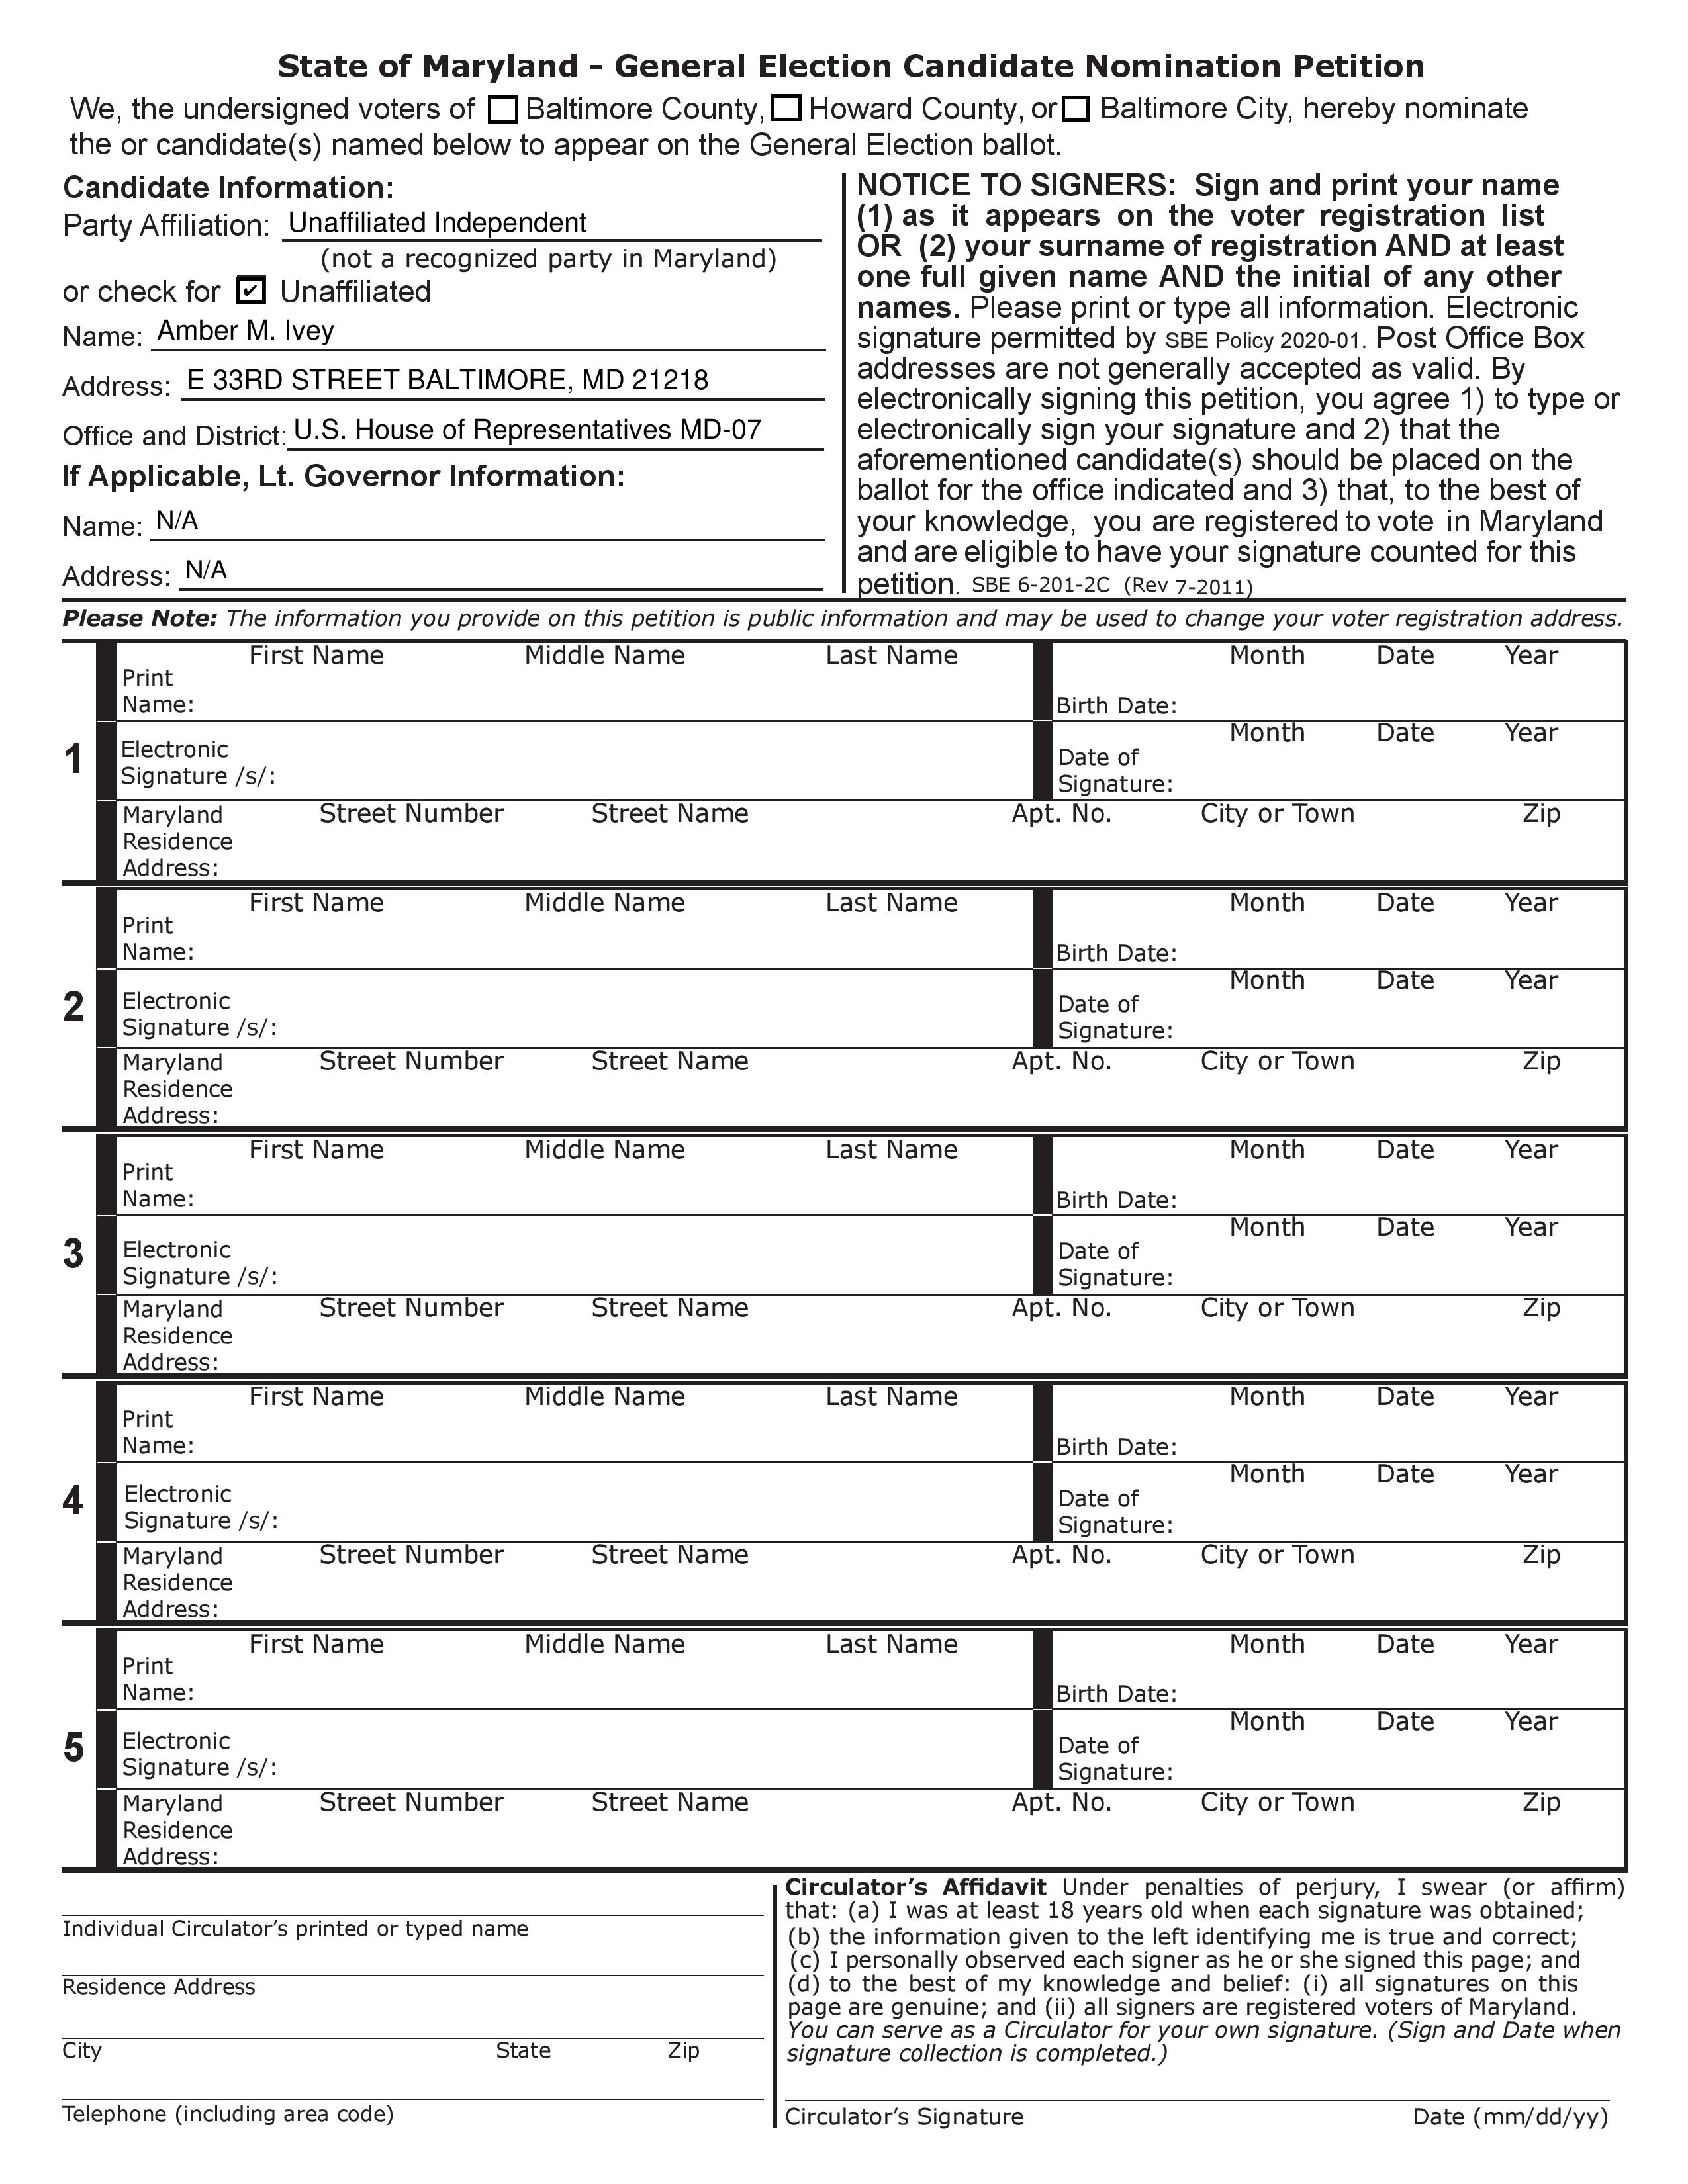 State of Maryland - General Election Candidate Nomination Petition
We, the undersigned voters of Baltimore County, Howard County, or Baltimore City, hereby nominate
the or candidate(s) named below to appear on the General Election ballot.
Candidate Information:
Party Affiliation: Unaffiliated Independent
(not a recognized party in Maryland)
or check for ✔ Unaffiliated
Name: Amber M. Ivey
Address: E 33RD STREET BALTIMORE, MD 21218
Office and District: U.S. House of Representatives MD-07
If Applicable, Lt. Governor Information:
Name: N/A
Address: N/A
NOTICE TO SIGNERS: Sign and print your name
(1) as it appears on the voter registration list
OR (2) your surname of registration AND at least
one full given name AND the initial of any other
names. Please print or type all information. Electronic
signature permitted by SBE Policy 2020-01. Post Office Box
addresses are not generally accepted as valid. By
electronically signing this petition, you agree 1) to type or
electronically sign your signature and 2) that the
aforementioned candidate(s) should be placed on the
ballot for the office indicated and 3) that, to the best of
your knowledge, you are registered to vote in Maryland
and are eligible to have your signature counted for this
petition. SBE 6-201-2C (Rev 7-2011)
Please Note: The information you provide on this petition is public information and may be used to change your voter registration address.
1
First Name Middle Name Last Name Month Date Year
Print
Name: Birth Date:
Month Date Year
Electronic Date of
Signature /s/: Signature:
Maryland Street Number Street Name Apt. No. City or Town Zip
Residence
Address:
2
First Name Middle Name Last Name Month Date Year
Print
Name: Birth Date:
Month Date Year
Electronic Date of
Signature /s/: Signature:
Maryland Street Number Street Name Apt. No. City or Town Zip
Residence
Address:
3
First Name Middle Name Last Name Month Date Year
Print
Name: Birth Date:
Month Date Year
Electronic Date of
Signature /s/: Signature:
Maryland Street Number Street Name Apt. No. City or Town Zip
Residence
Address:
4
First Name Middle Name Last Name Month Date Year
Print
Name: Birth Date:
Month Date Year
Electronic Date of
Signature /s/: Signature:
Maryland Street Number Street Name Apt. No. City or Town Zip
Residence
Address:
5
First Name Middle Name Last Name Month Date Year
Print
Name: Birth Date:
Month Date Year
Electronic Date of
Signature /s/: Signature:
Maryland Street Number Street Name Apt. No. City or Town Zip
Residence
Address:
Individual Circulator's printed or typed name
Residence Address
City State Zip
Telephone (including area code)
Circulator's Affidavit Under penalties of perjury, I swear (or affirm)
that: (a) I was at least 18 years old when each signature was obtained;
(b) the information given to the left identifying me is true and correct;
(c) I personally observed each signer as he or she signed this page; and
(d) to the best of my knowledge and belief: (i) all signatures on this
page are genuine; and (ii) all signers are registered voters of Maryland.
You can serve as a Circulator for your own signature. (Sign and Date when
signature collection is completed.)
Circulator's Signature Date (mm/dd/yy)